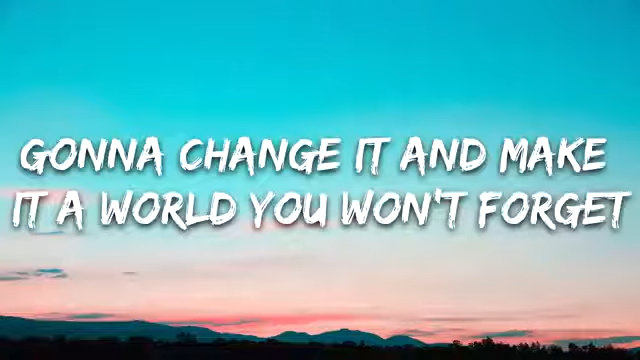 GONNA CHANGE IT AND MAKE
IT A WORLD YOU WON'T FORGET